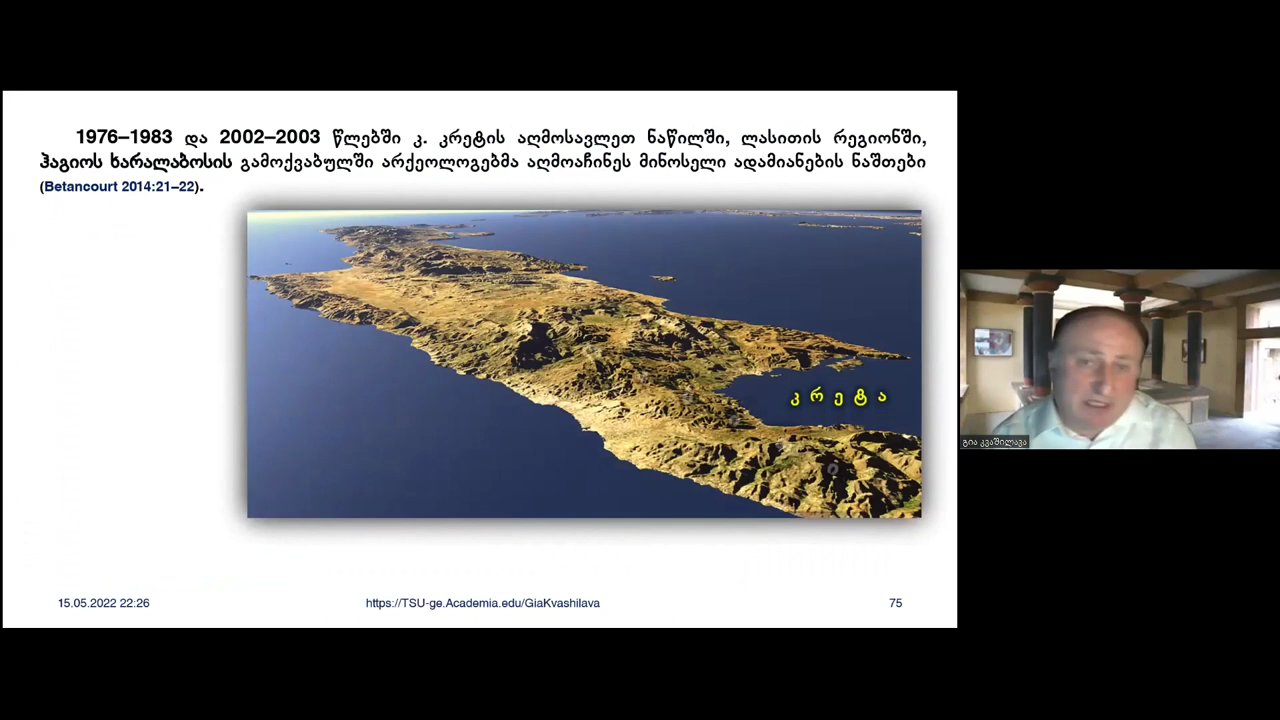 1976–1983 და 2002–2003 წლებში კ. კრეტის აღმოსავლეთ ნაწილში, ლასითის რეგიონში,
ჰაგიოს ხარალაბოსის გამოქვაბულში არქეოლოგებმა აღმოაჩინეს მინოსელი ადამიანების ნაშთები
(Betancourt 2014:21–22).
კ რ ე ტ ა
გია კვაშილავა
15.05.2022 22:26
https://TSU-ge.Academia.edu/GiaKvashilava
75